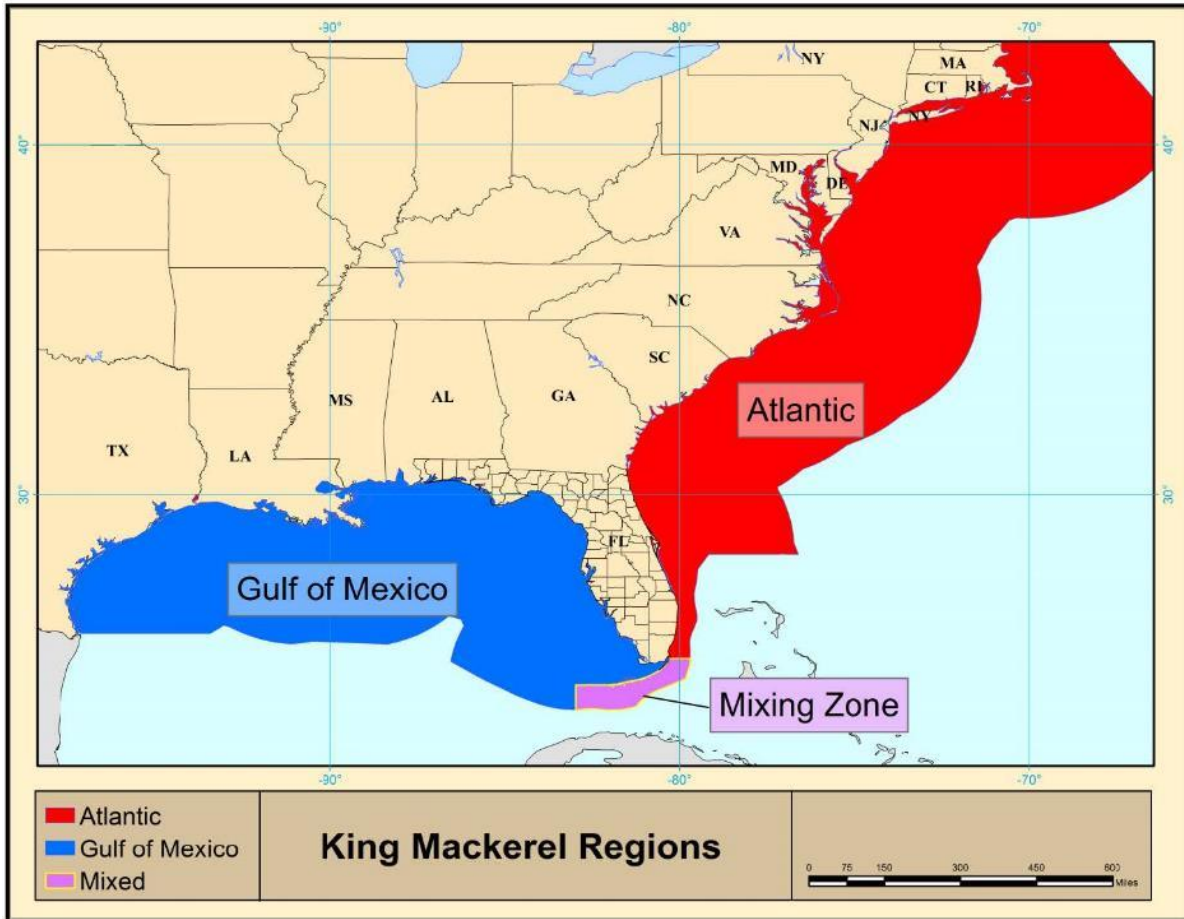 -90°
-80°
-70°
NY
MA
CT
RI
NY
NJ
40°
40°
MD
DE
VA
NC
SC
MS
AL
GA
Atlantic
TX
LA
30°
30°
FL
Gulf of Mexico
Mixing Zone
-90°
-80°
-70°
Atlantic
Gulf of Mexico
Mixed
King Mackerel Regions
0 75 150 300 450 600
Miles